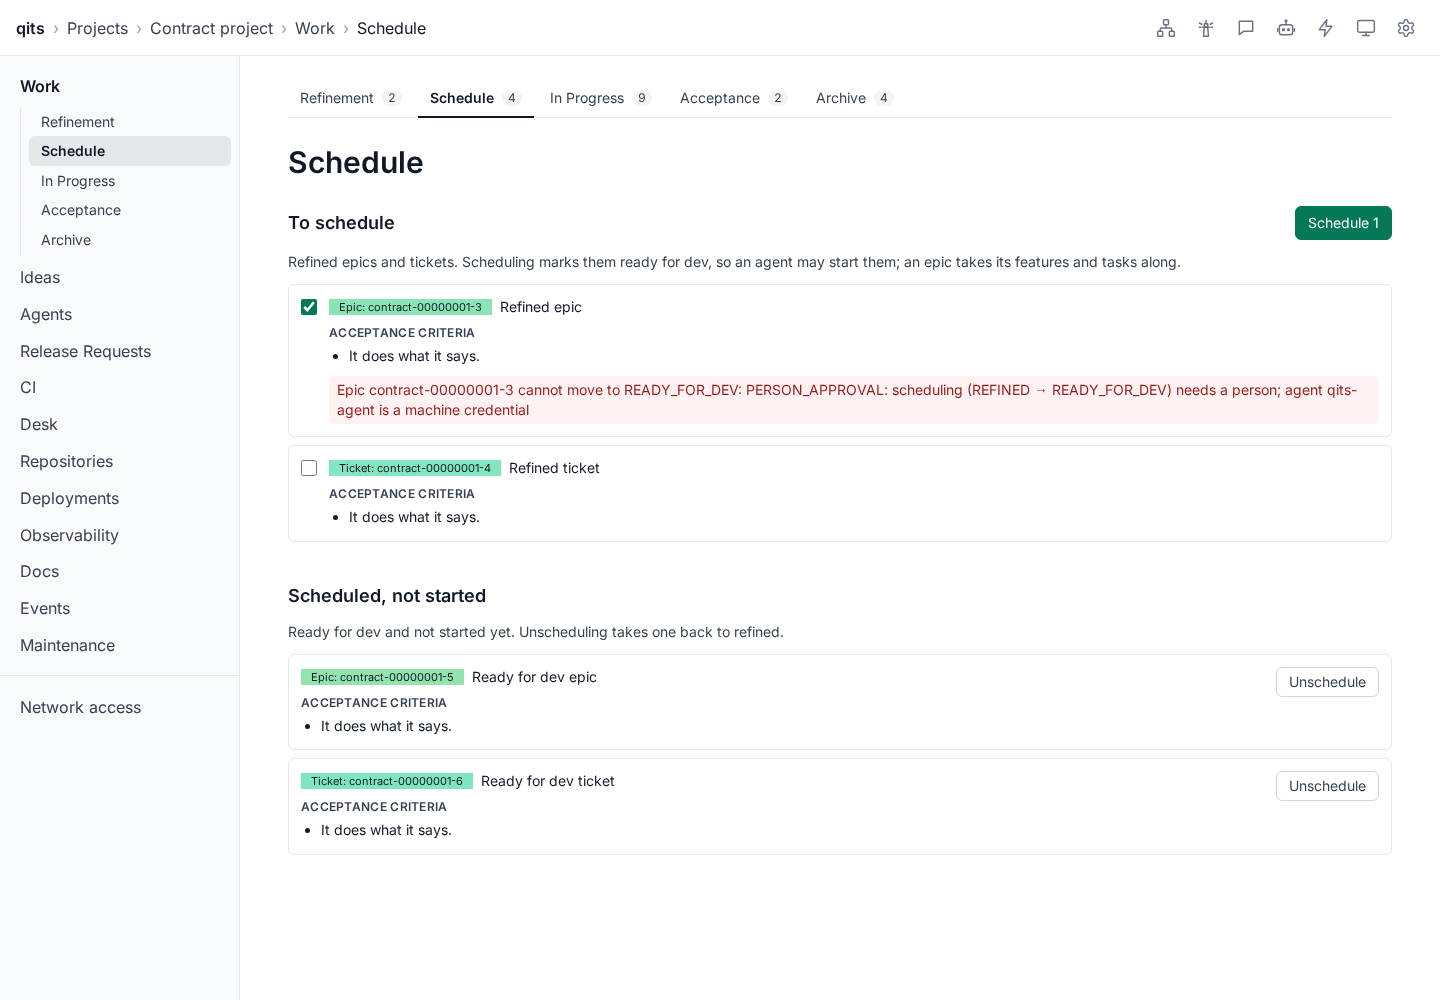 qits › Projects › Contract project › Work › Schedule
Work
Refinement
Schedule
In Progress
Acceptance
Archive
Ideas
Agents
Release Requests
CI
Desk
Repositories
Deployments
Observability
Docs
Events
Maintenance
Network access
Refinement 2 Schedule 4 In Progress 9 Acceptance 2 Archive 4
Schedule
To schedule
Schedule 1
Refined epics and tickets. Scheduling marks them ready for dev, so an agent may start them; an epic takes its features and tasks along.
Epic: contract-00000001-3 Refined epic
ACCEPTANCE CRITERIA
• It does what it says.
Epic contract-00000001-3 cannot move to READY_FOR_DEV: PERSON_APPROVAL: scheduling (REFINED → READY_FOR_DEV) needs a person; agent qits-
agent is a machine credential
Ticket: contract-00000001-4 Refined ticket
ACCEPTANCE CRITERIA
• It does what it says.
Scheduled, not started
Ready for dev and not started yet. Unscheduling takes one back to refined.
Epic: contract-00000001-5 Ready for dev epic
Unschedule
ACCEPTANCE CRITERIA
• It does what it says.
Ticket: contract-00000001-6 Ready for dev ticket
Unschedule
ACCEPTANCE CRITERIA
• It does what it says.